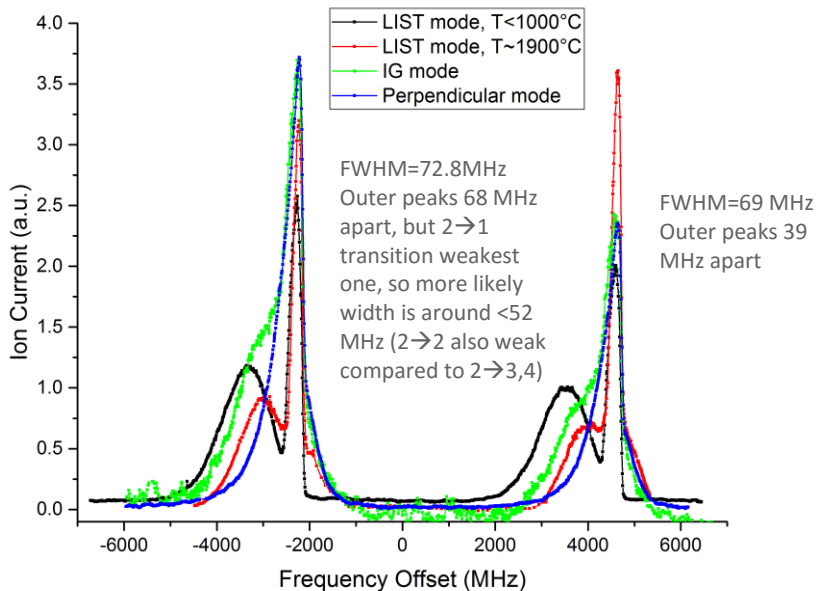 LIST mode, T<1000°C
LIST mode, T~1900°C
IG mode
Perpendicular mode
4.0
3.5
3.0
2.5
2.0
1.5
1.0
0.5
0.0
Ion Current (a.u.)
FWHM=72.8MHz
Outer peaks 68 MHz
apart, but 2→1
transition weakest
one, so more likely
width is around <52
MHz (2→2 also weak
compared to 2→3,4)
FWHM=69 MHz
Outer peaks 39
MHz apart
-6000 -4000 -2000 0 2000 4000 6000
Frequency Offset (MHz)